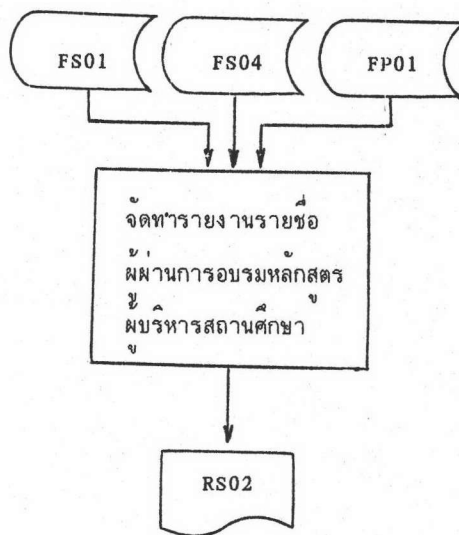 FS01
FS04
FP01
จัดทำรายงานรายชื่อ
ผู้ผ่านการอบรมหลักสูตร
ผู้บริหารสถานศึกษา
RS02